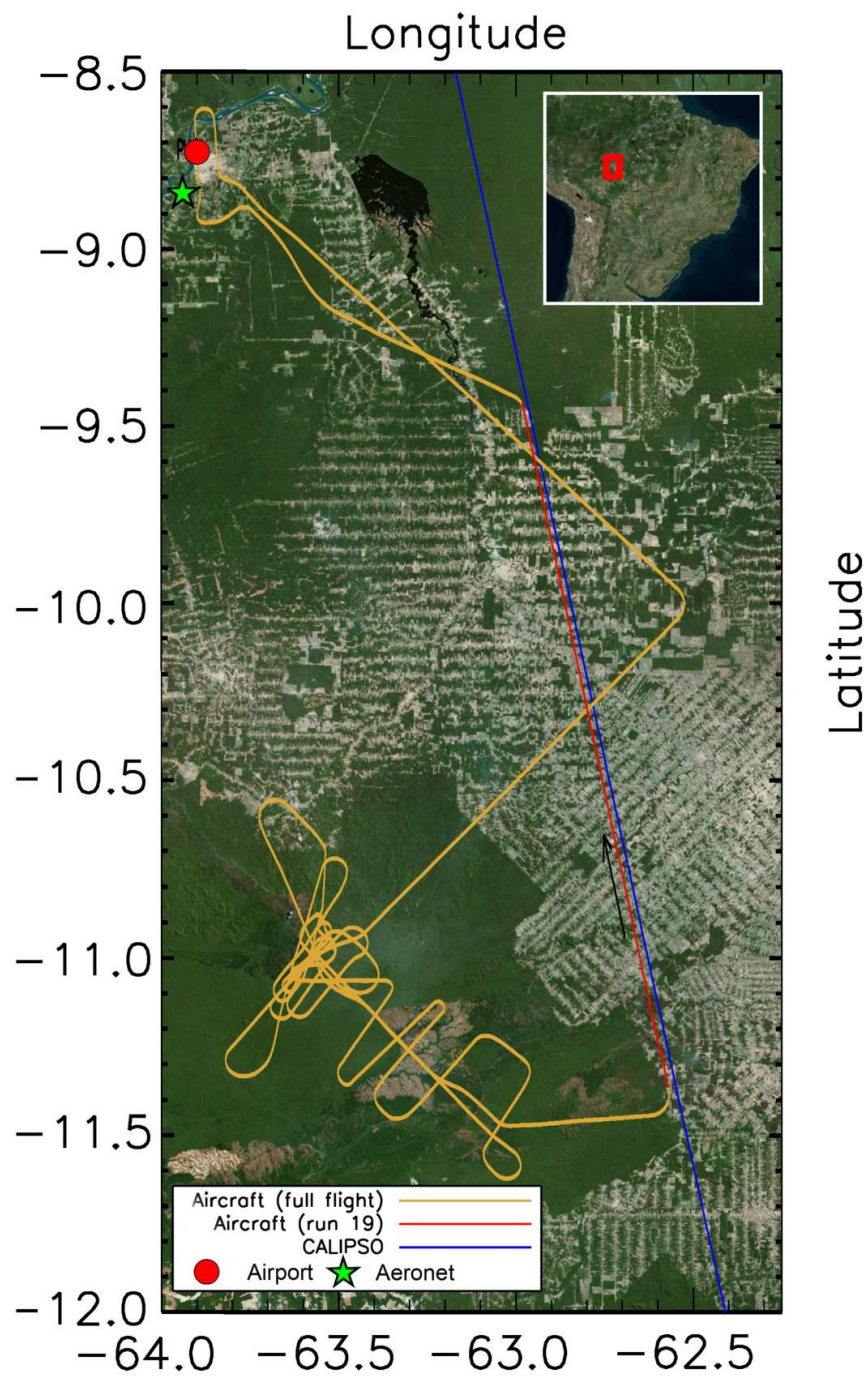 Longitude
−8.5
−9.0
−9.5
−10.0
−10.5
−11.0
−11.5
−12.0
Latitude
Aircraft (full flight)
Aircraft (run 19)
CALIPSO
Airport Aeronet
−64.0 −63.5 −63.0 −62.5